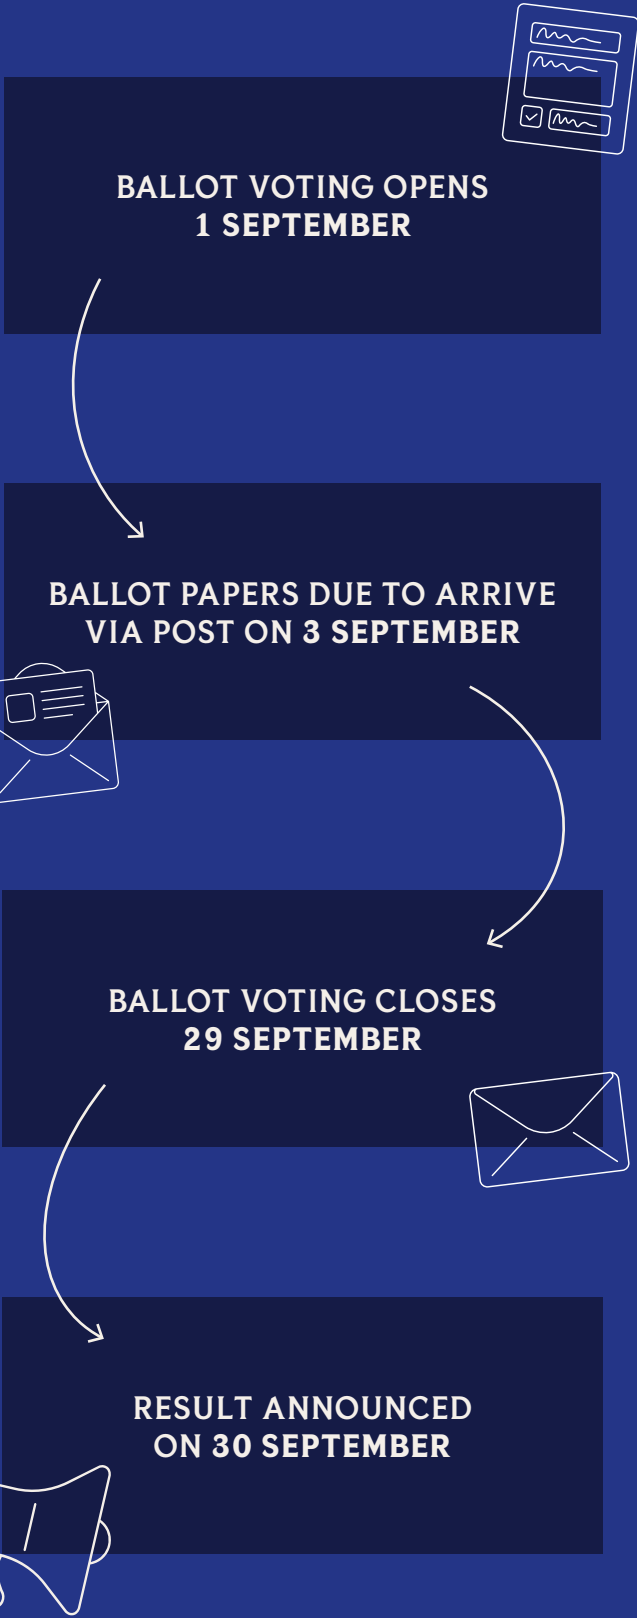 BALLOT VOTING OPENS
1 SEPTEMBER
BALLOT PAPERS DUE TO ARRIVE
VIA POST ON 3 SEPTEMBER
BALLOT VOTING CLOSES
29 SEPTEMBER
RESULT ANNOUNCED
ON 30 SEPTEMBER